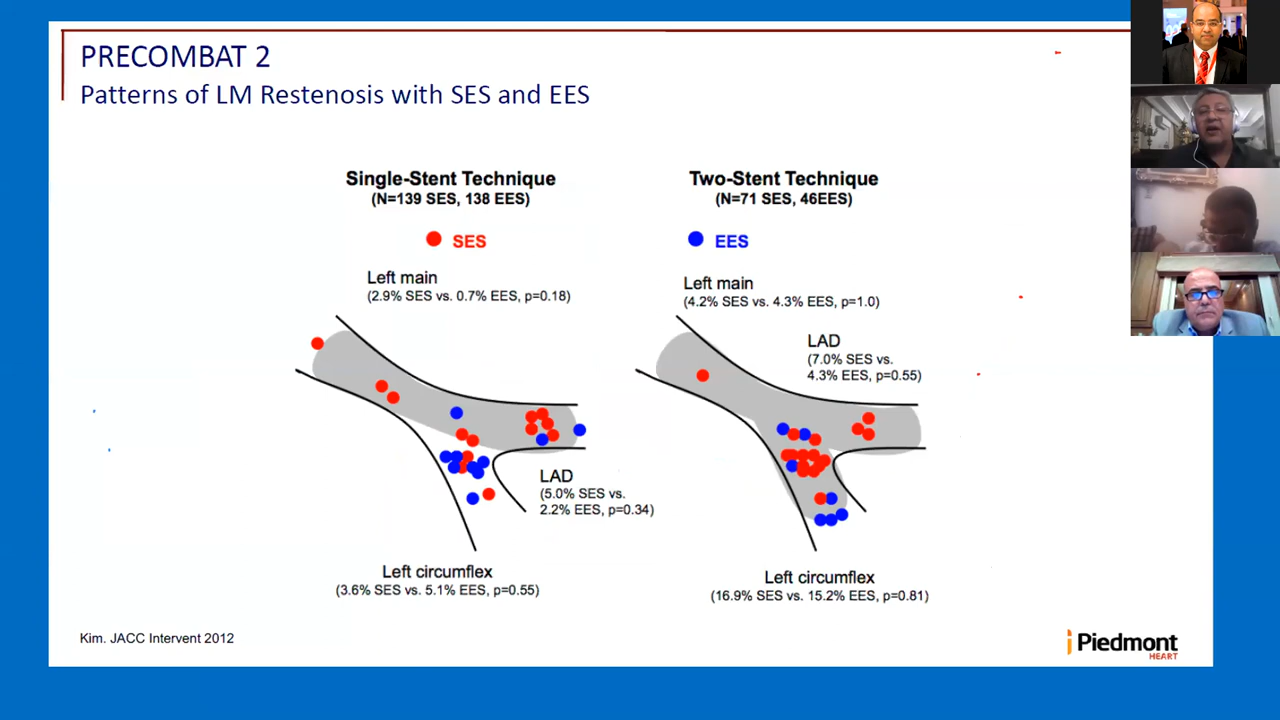 PRECOMBAT 2
Patterns of LM Restenosis with SES and EES
Single-Stent Technique
(N=139 SES, 138 EES)
SES
Left main
(2.9% SES vs. 0.7% EES, p=0.18)
LAD
(5.0% SES vs.
2.2% EES, p=0.34)
Left circumflex
(3.6% SES vs. 5.1% EES, p=0.55)
Two-Stent Technique
(N=71 SES, 46EES)
EES
Left main
(4.2% SES vs. 4.3% EES, p=1.0)
LAD
(7.0% SES vs.
4.3% EES, p=0.55)
Left circumflex
(16.9% SES vs. 15.2% EES, p=0.81)
Kim. JACC Intervent 2012
Piedmont
HEART